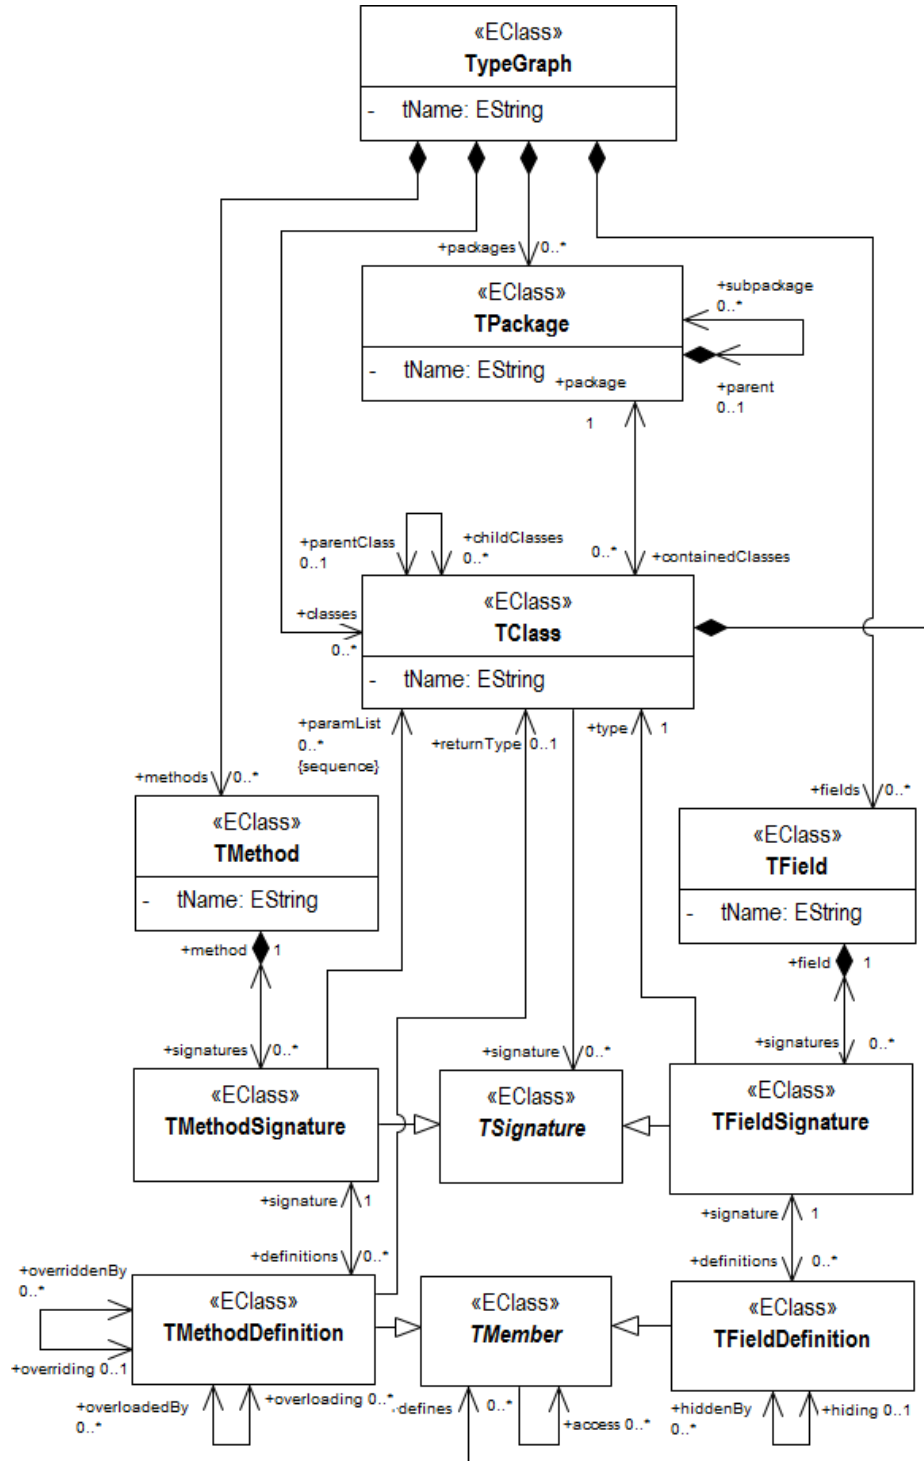 «EClass»
TypeGraph
- tName: EString
+packages 0..*
«EClass»
TPackage
- tName: EString
+subpackage
0..*
+parent
0..1
+package
1
+parentClass
0..1
+childClasses
0..*
0..* +containedClasses
+classes
0..*
«EClass»
TClass
- tName: EString
+paramList
0..*
{sequence}
+returnType 0..1
+type 1
+methods 0..*
+fields 0..*
«EClass»
TMethod
- tName: EString
«EClass»
TField
- tName: EString
+method 1
+field 1
+signatures 0..*
+signature 0..*
+signatures 0..*
«EClass»
TMethodSignature
«EClass»
TSignature
«EClass»
TFieldSignature
+signature 1
+signature 1
+definitions 0..*
+definitions 0..*
+overriddenBy
0..*
«EClass»
TMethodDefinition
«EClass»
TMember
«EClass»
TFieldDefinition
+overriding 0..1
+overloadedBy
0..*
+overloading 0..*
+defines 0..*
+access 0..*
+hiddenBy
0..*
+hiding 0..1